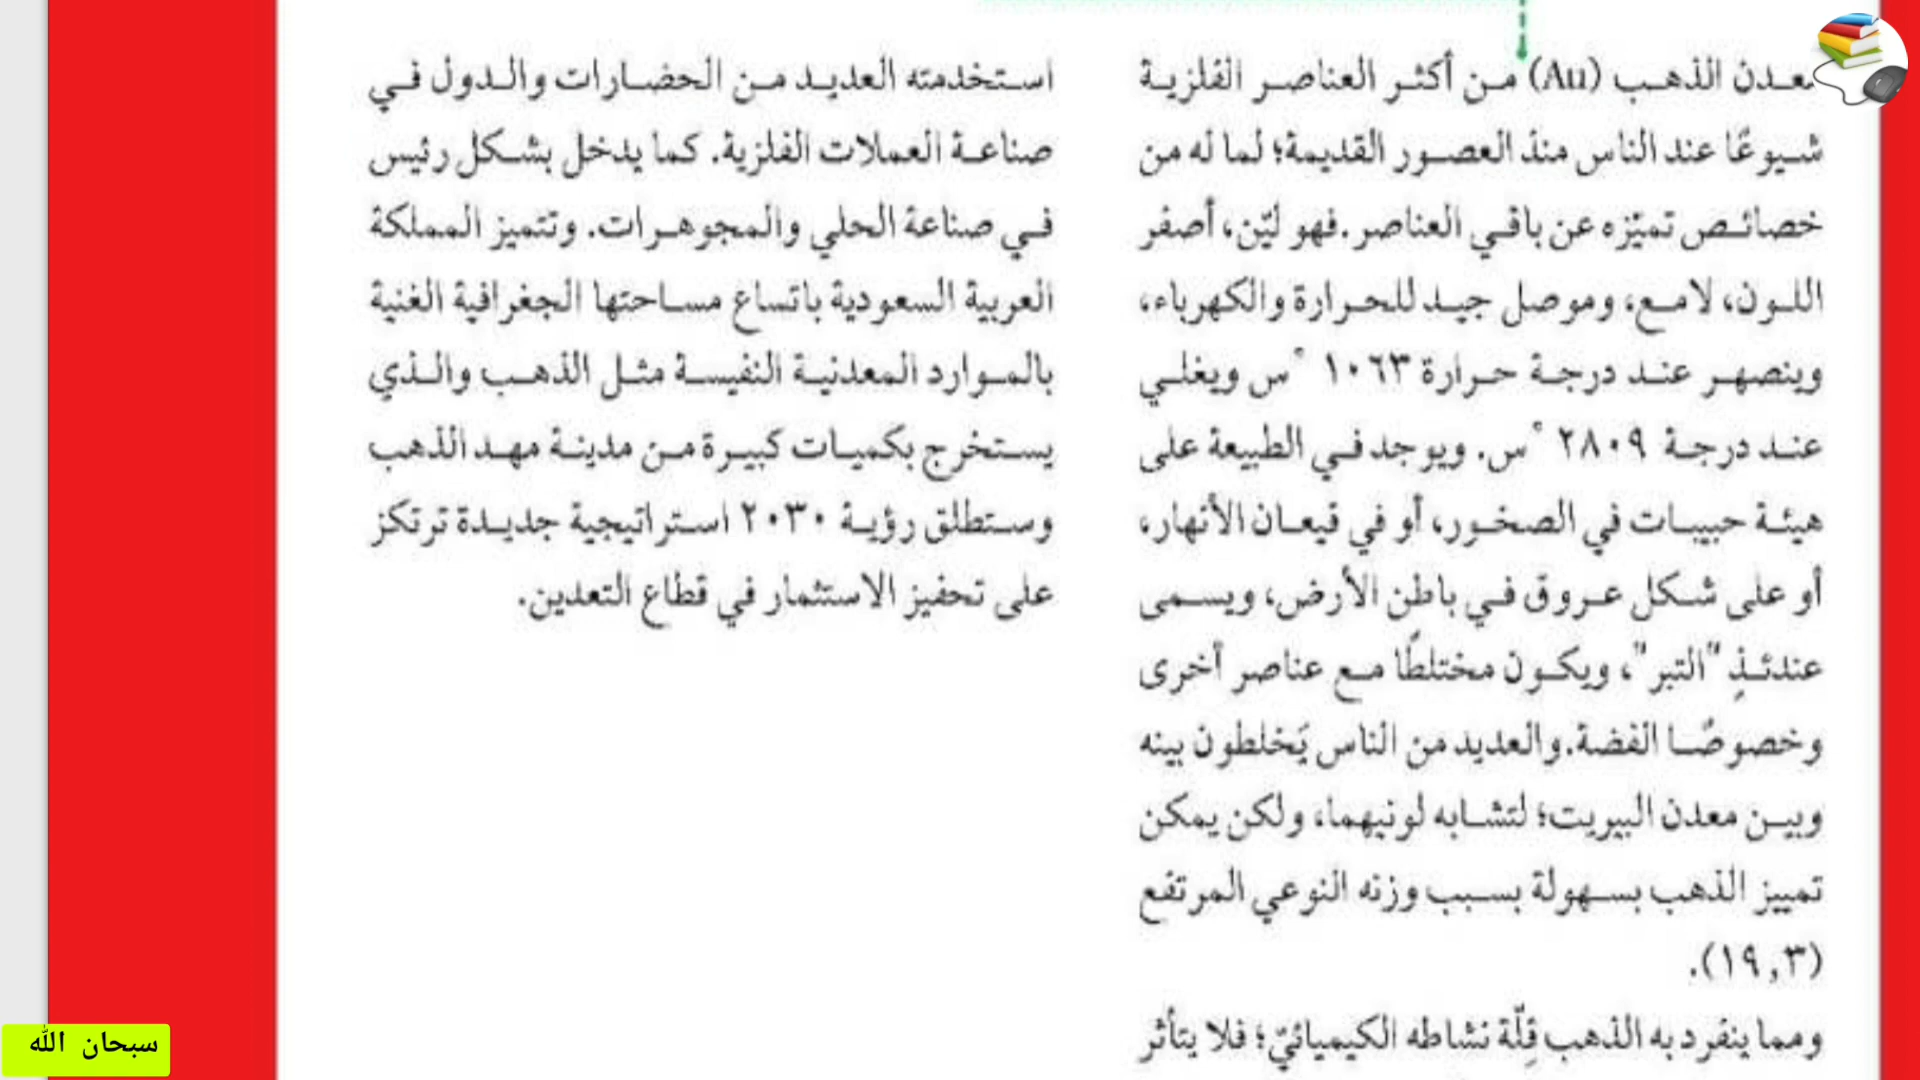 معدن الذهب (Au) من أكثر العناصر الفلزية
شيوعًا عند الناس منذ العصور القديمة؛ لما له من
خصائص تميّزه عن باقي العناصر. فهو ليّن، أصفر
اللون، لامع، وموصل جيد للحرارة والكهرباء،
وينصهر عند درجة حرارة ١٠٦٣ °س ويغلي
عند درجة ٢٨٠٩ °س. ويوجد في الطبيعة على
هيئة حبيبات في الصخور، أو في قيعان الأنهار،
أو على شكل عروق في باطن الأرض، ويسمى
عندئذٍ "التبر"، ويكون مختلطًا مع عناصر أخرى
وخصوصًا الفضة. والعديد من الناس يَخلطون بينه
وبين معدن البيريت؛ لتشابه لونيهما، ولكن يمكن
تمييز الذهب بسهولة بسبب وزنه النوعي المرتفع
(١٩,٣).
ومما ينفرد به الذهب قِلّة نشاطه الكيميائيّ؛ فلا يتأثر
استخدمته العديد من الحضارات والدول في
صناعة العملات الفلزية. كما يدخل بشكل رئيس
في صناعة الحلي والمجوهرات. وتتميز المملكة
العربية السعودية باتساع مساحتها الجغرافية الغنية
بالموارد المعدنية النفيسة مثل الذهب والذي
يستخرج بكميات كبيرة من مدينة مهد الذهب
وستطلق رؤية ٢٠٣٠ استراتيجية جديدة ترتكز
على تحفيز الاستثمار في قطاع التعدين.
سبحان الله